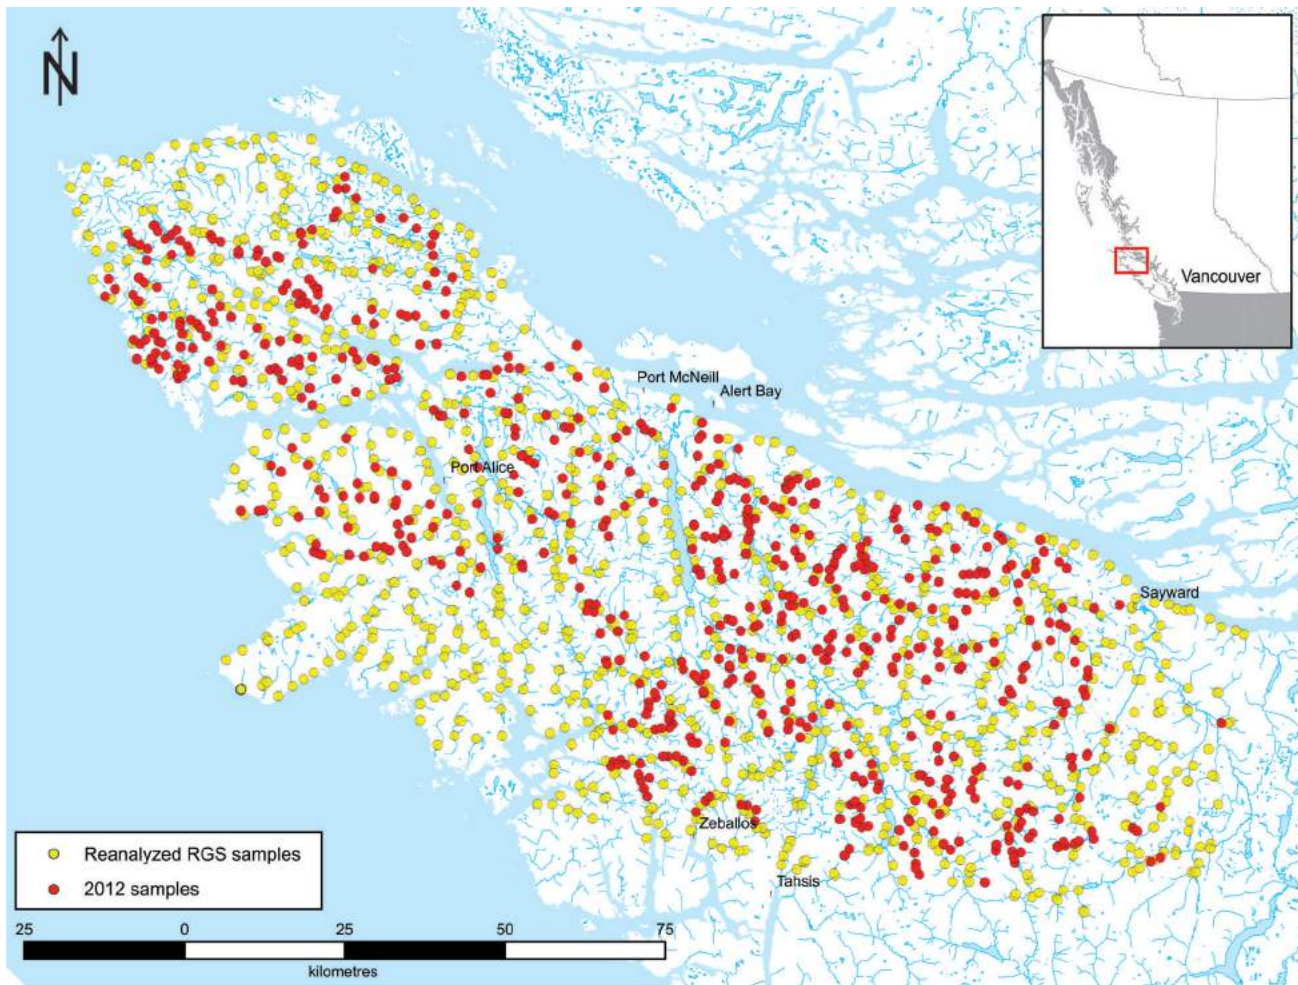 N
Vancouver
Port McNeill
Alert Bay
Port Alice
Sayward
Zeballos
Tahsis
Reanalyzed RGS samples
2012 samples
25 0 25 50 75
kilometres